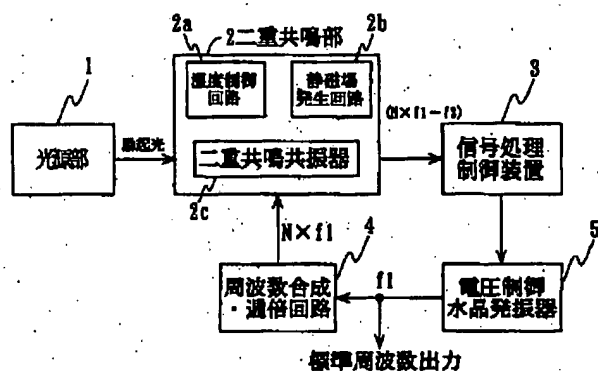 2a
2二重共鳴部
2b
温度制御
回路
静磁場
発生回路
1
光源部
励起光
二重共鳴共振器
2c
(N×f1-f2)
3
信号処理
制御装置
N×f1
4
周波数合成
・逓倍回路
f1
5
電圧制御
水晶発振器
標準周波数出力